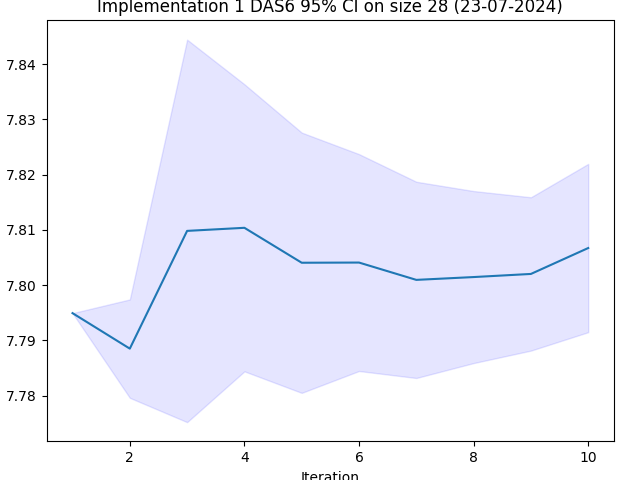 Implementation 1 DAS6 95% CI on size 28 (23-07-2024)
7.84
7.83
7.82
7.81
7.80
7.79
7.78
2 4 6 8 10
Iteration